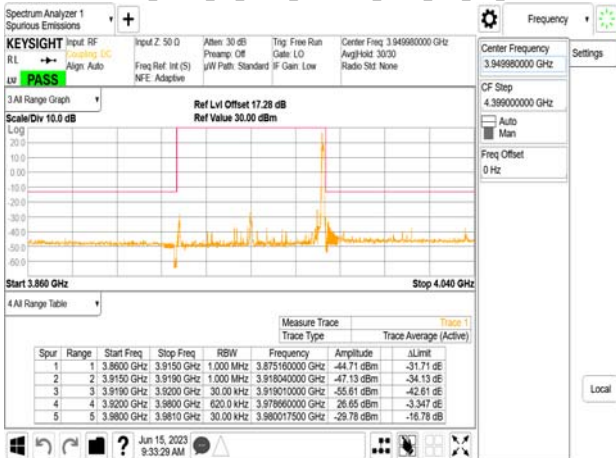 Spectrum Analyzer 1
Spurious Emissions
Frequency
KEYSIGHT
RL
LV PASS
Input: RF
Coupling: DC
Align: Auto
Input Z: 50 Ω
Freq Ref: Int (S)
NFE: Adaptive
Atten: 30 dB
Preamp: Off
µW Path: Standard
Trig: Free Run
Gate: LO
IF Gain: Low
Center Freq: 3.949980000 GHz
Avg|Hold: 30/30
Radio Std: None
Center Frequency
3.949980000 GHz
Settings
CF Step
4.399000000 GHz
Auto
Man
Freq Offset
0 Hz
Local
3 All Range Graph
Scale/Div 10.0 dB
Ref Lvl Offset 17.28 dB
Ref Value 30.00 dBm
Log
20.0
10.0
0.00
-10.0
-20.0
-30.0
-40.0
-50.0
-60.0
Start 3.860 GHz
Stop 4.040 GHz
4 All Range Table
Measure Trace Trace 1
Trace Type Trace Average (Active)
Spur Range Start Freq Stop Freq RBW Frequency Amplitude ΔLimit
1 1 3.8600 GHz 3.9150 GHz 1.000 MHz 3.875160000 GHz -44.71 dBm -31.71 dB
2 2 3.9150 GHz 3.9190 GHz 1.000 MHz 3.918040000 GHz -47.13 dBm -34.13 dB
3 3 3.9190 GHz 3.9200 GHz 30.00 kHz 3.919010000 GHz -55.61 dBm -42.61 dB
4 4 3.9200 GHz 3.9800 GHz 620.0 kHz 3.978660000 GHz 26.65 dBm -3.347 dB
5 5 3.9800 GHz 3.9810 GHz 30.00 kHz 3.980017500 GHz -29.78 dBm -16.78 dB
Jun 15, 2023
9:33:29 AM